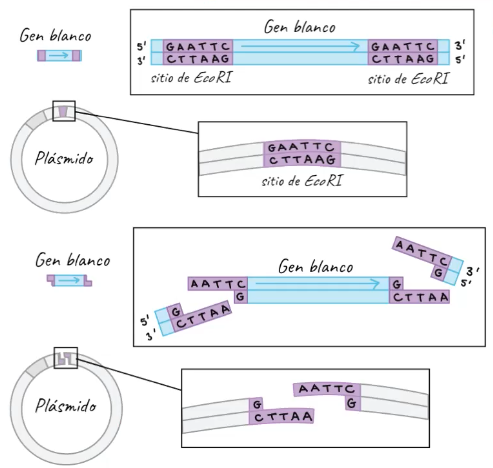 Gen blanco
Gen blanco
5' GAATTC GAATTC 3'
3' CTTAAG CTTAAG 5'
sitio de EcoRI sitio de EcoRI
Plásmido
GAATTC
CTTAAG
sitio de EcoRI
Gen blanco
Gen blanco
AATTC
G 3'
5'
AATTC G
G CTTAA
5' G
3' CTTAA
Plásmido
AATTC
G G
CTTAA